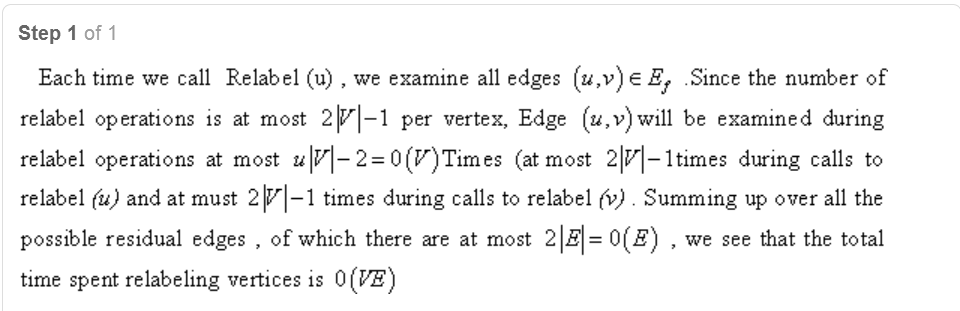 Step 1 of 1
Each time we call Relabel (u) , we examine all edges (u,v) ∈ E_f .Since the number of
relabel operations is at most 2|V|−1 per vertex, Edge (u,v) will be examined during
relabel operations at most u|V|−2=0(V)Times (at most 2|V|−1times during calls to
relabel (u) and at must 2|V|−1 times during calls to relabel (v) . Summing up over all the
possible residual edges , of which there are at most 2|E|=0(E) , we see that the total
time spent relabeling vertices is 0(VE)